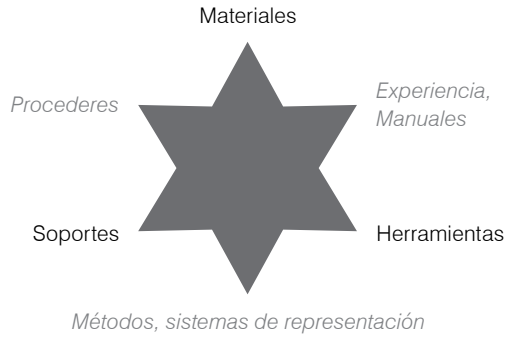 Materiales
Procederes
Experiencia,
Manuales
Soportes
Herramientas
Métodos, sistemas de representación